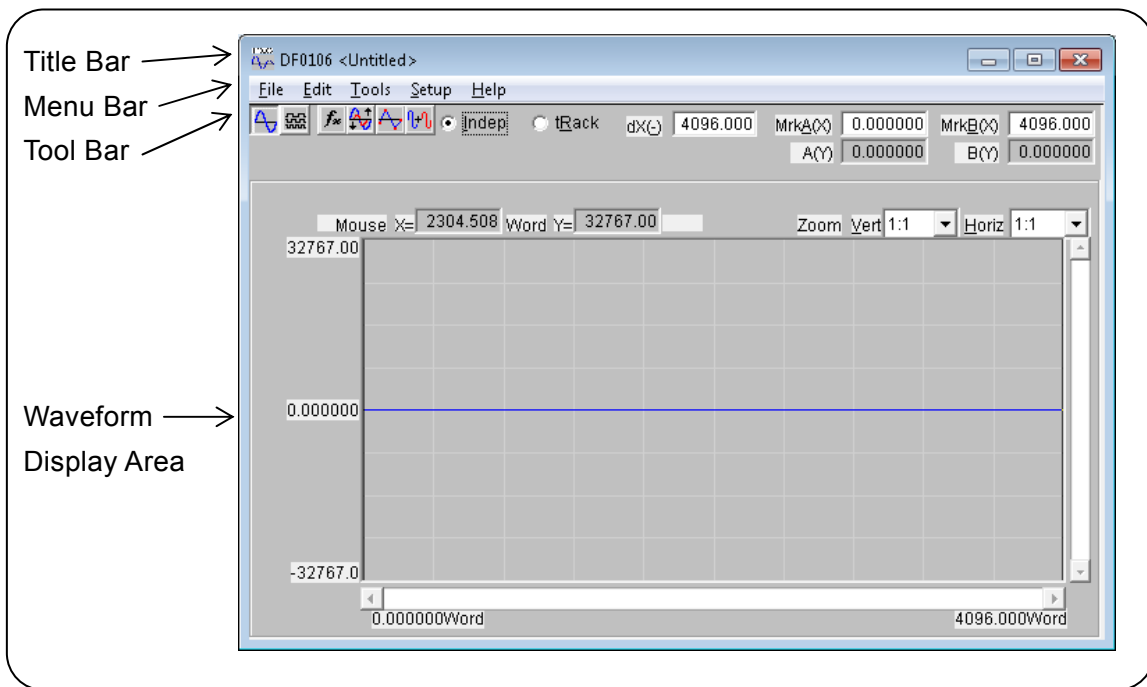 Title Bar
DF0106 <Untitled>
Menu Bar
File Edit Tools Setup Help
Tool Bar
fx Indep tRack dX(-) 4096.000 MrkA(X) 0.000000 MrkB(X) 4096.000
A(Y) 0.000000 B(Y) 0.000000
Mouse X= 2304.508 Word Y= 32767.00 Zoom Vert 1:1 Horiz 1:1
32767.00
0.000000
Waveform
Display Area
-32767.0
0.000000Word 4096.000Word